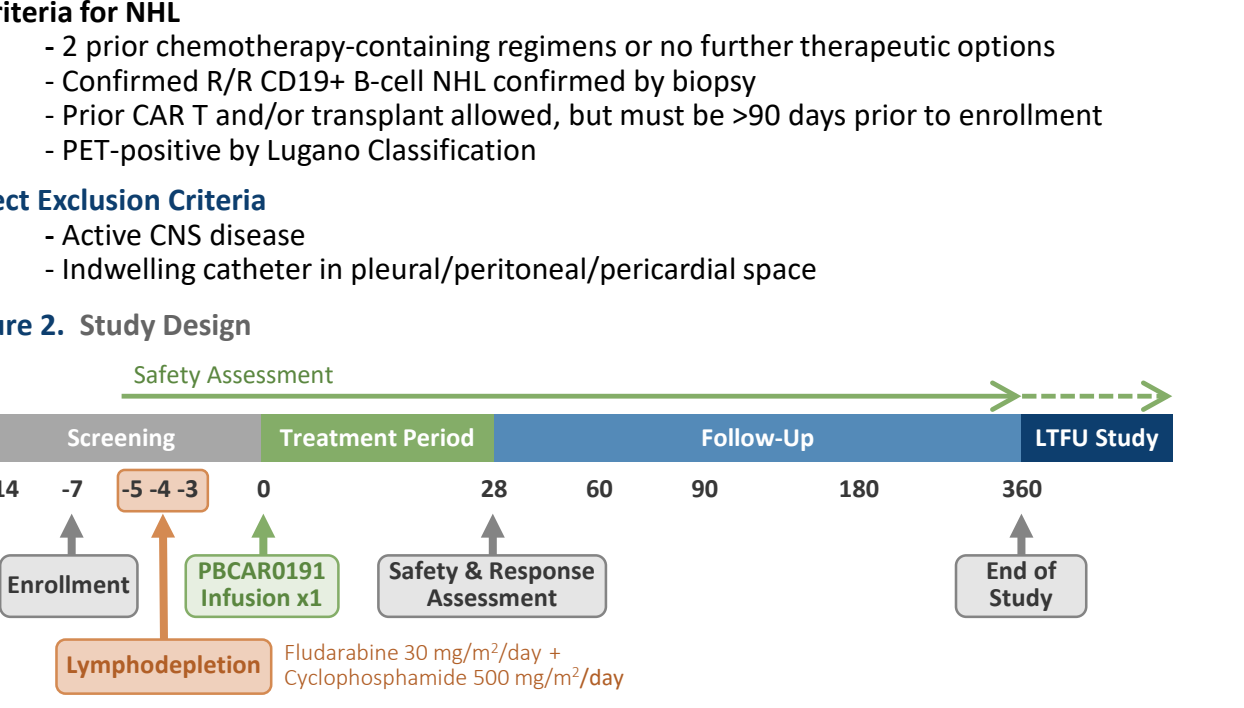 riteria for NHL
- 2 prior chemotherapy-containing regimens or no further therapeutic options
- Confirmed R/R CD19+ B-cell NHL confirmed by biopsy
- Prior CAR T and/or transplant allowed, but must be >90 days prior to enrollment
- PET-positive by Lugano Classification
ect Exclusion Criteria
- Active CNS disease
- Indwelling catheter in pleural/peritoneal/pericardial space
ure 2. Study Design
Safety Assessment
Screening Treatment Period Follow-Up LTFU Study
14 -7 -5 -4 -3 0 28 60 90 180 360
Enrollment
PBCAR0191
Infusion x1
Safety & Response
Assessment
End of
Study
Lymphodepletion
Fludarabine 30 mg/m²/day +
Cyclophosphamide 500 mg/m²/day